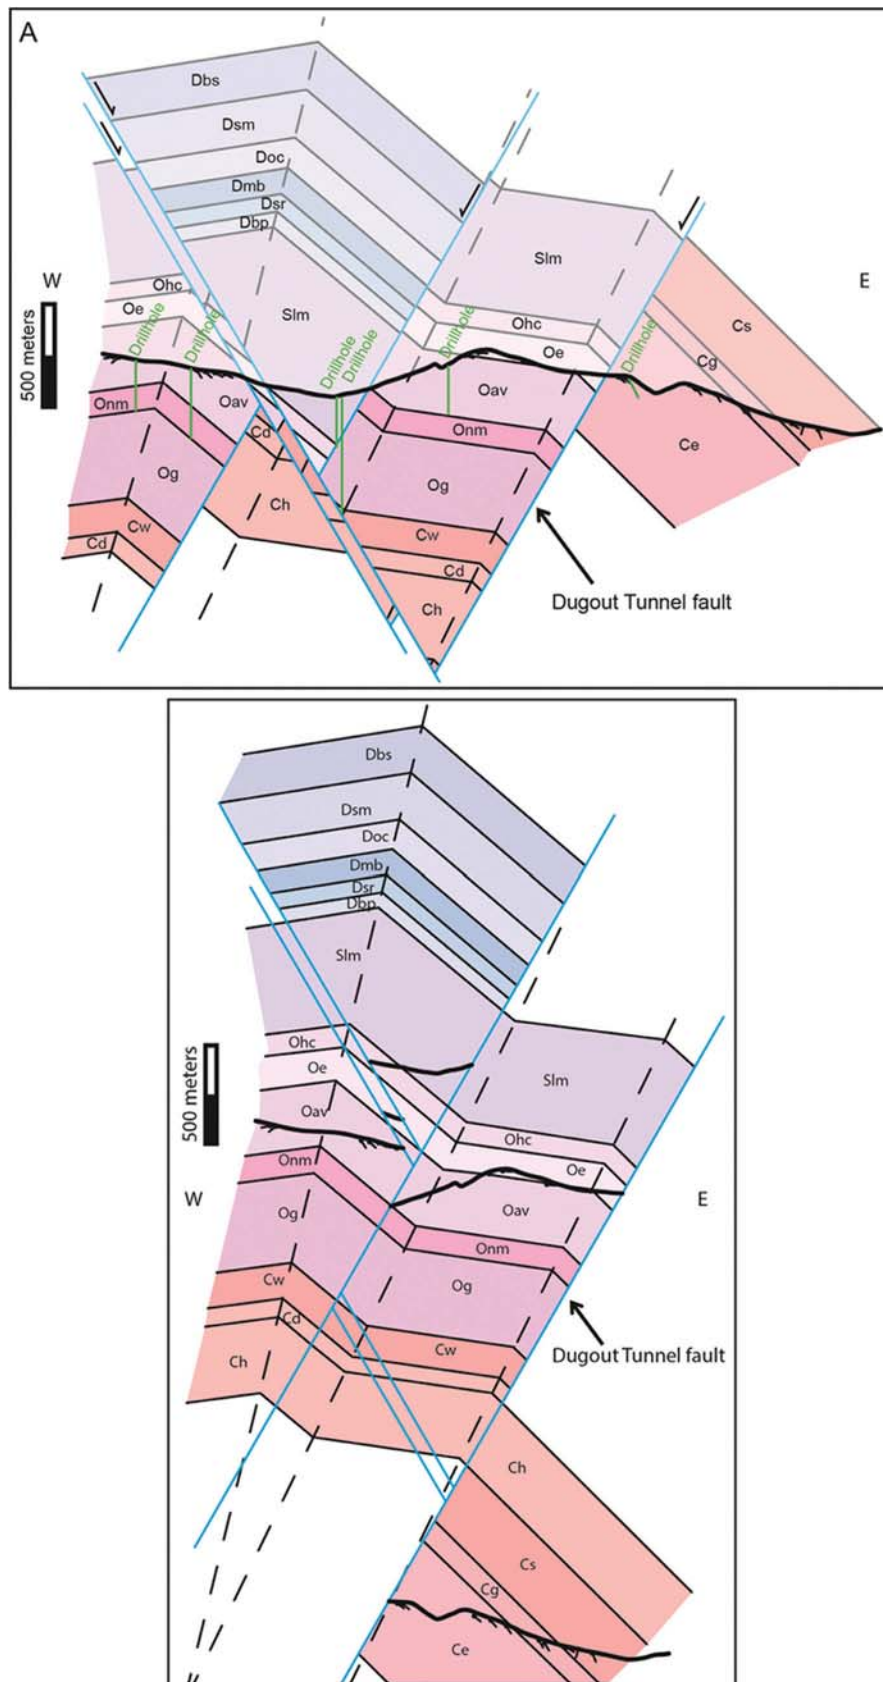 A
Dbs
Dsm
Doc
Dmb
Dsr
Dbp
Slm
Slm
W
E
Ohc
Oe
Ohc
Oe
500 meters
Drillhole
Drillhole
Drillhole
Drillhole
Drillhole
Drillhole
Cs
Cg
Ce
Oav
Oav
Onm
Onm
Og
Og
Cd
Ch
Cw
Cd
Cw
Cd
Ch
Dugout Tunnel fault
Dbs
Dsm
Doc
Dmb
Dsr
Dbp
Slm
Slm
500 meters
Ohc
Oe
Oav
Ohc
Oe
Oav
W
E
Onm
Onm
Og
Og
Cw
Cd
Cw
Ch
Dugout Tunnel fault
Ch
Cs
Cg
Ce